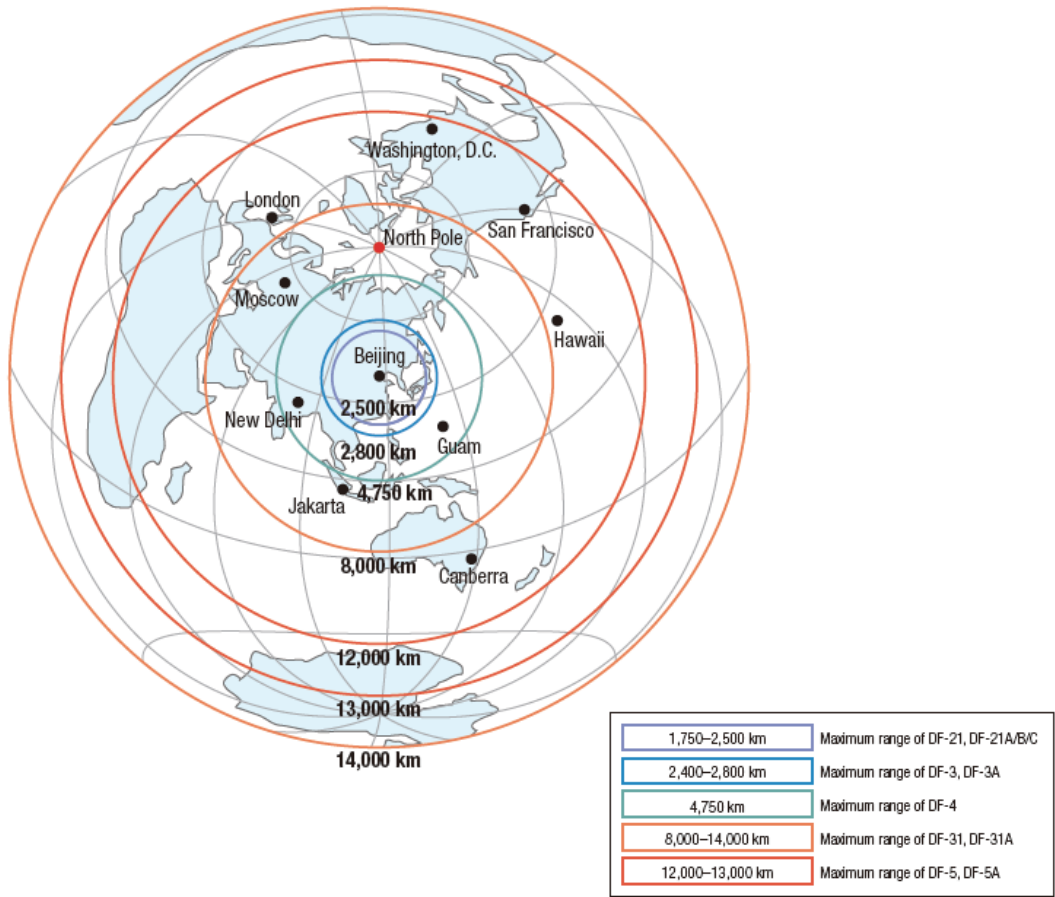 Washington, D.C.
London
San Francisco
North Pole
Moscow
Hawaii
Beijing
New Delhi
2,500 km
Guam
2,800 km
4,750 km
Jakarta
8,000 km
Canberra
12,000 km
13,000 km
14,000 km
1,750–2,500 km Maximum range of DF-21, DF-21A/B/C
2,400–2,800 km Maximum range of DF-3, DF-3A
4,750 km Maximum range of DF-4
8,000–14,000 km Maximum range of DF-31, DF-31A
12,000–13,000 km Maximum range of DF-5, DF-5A